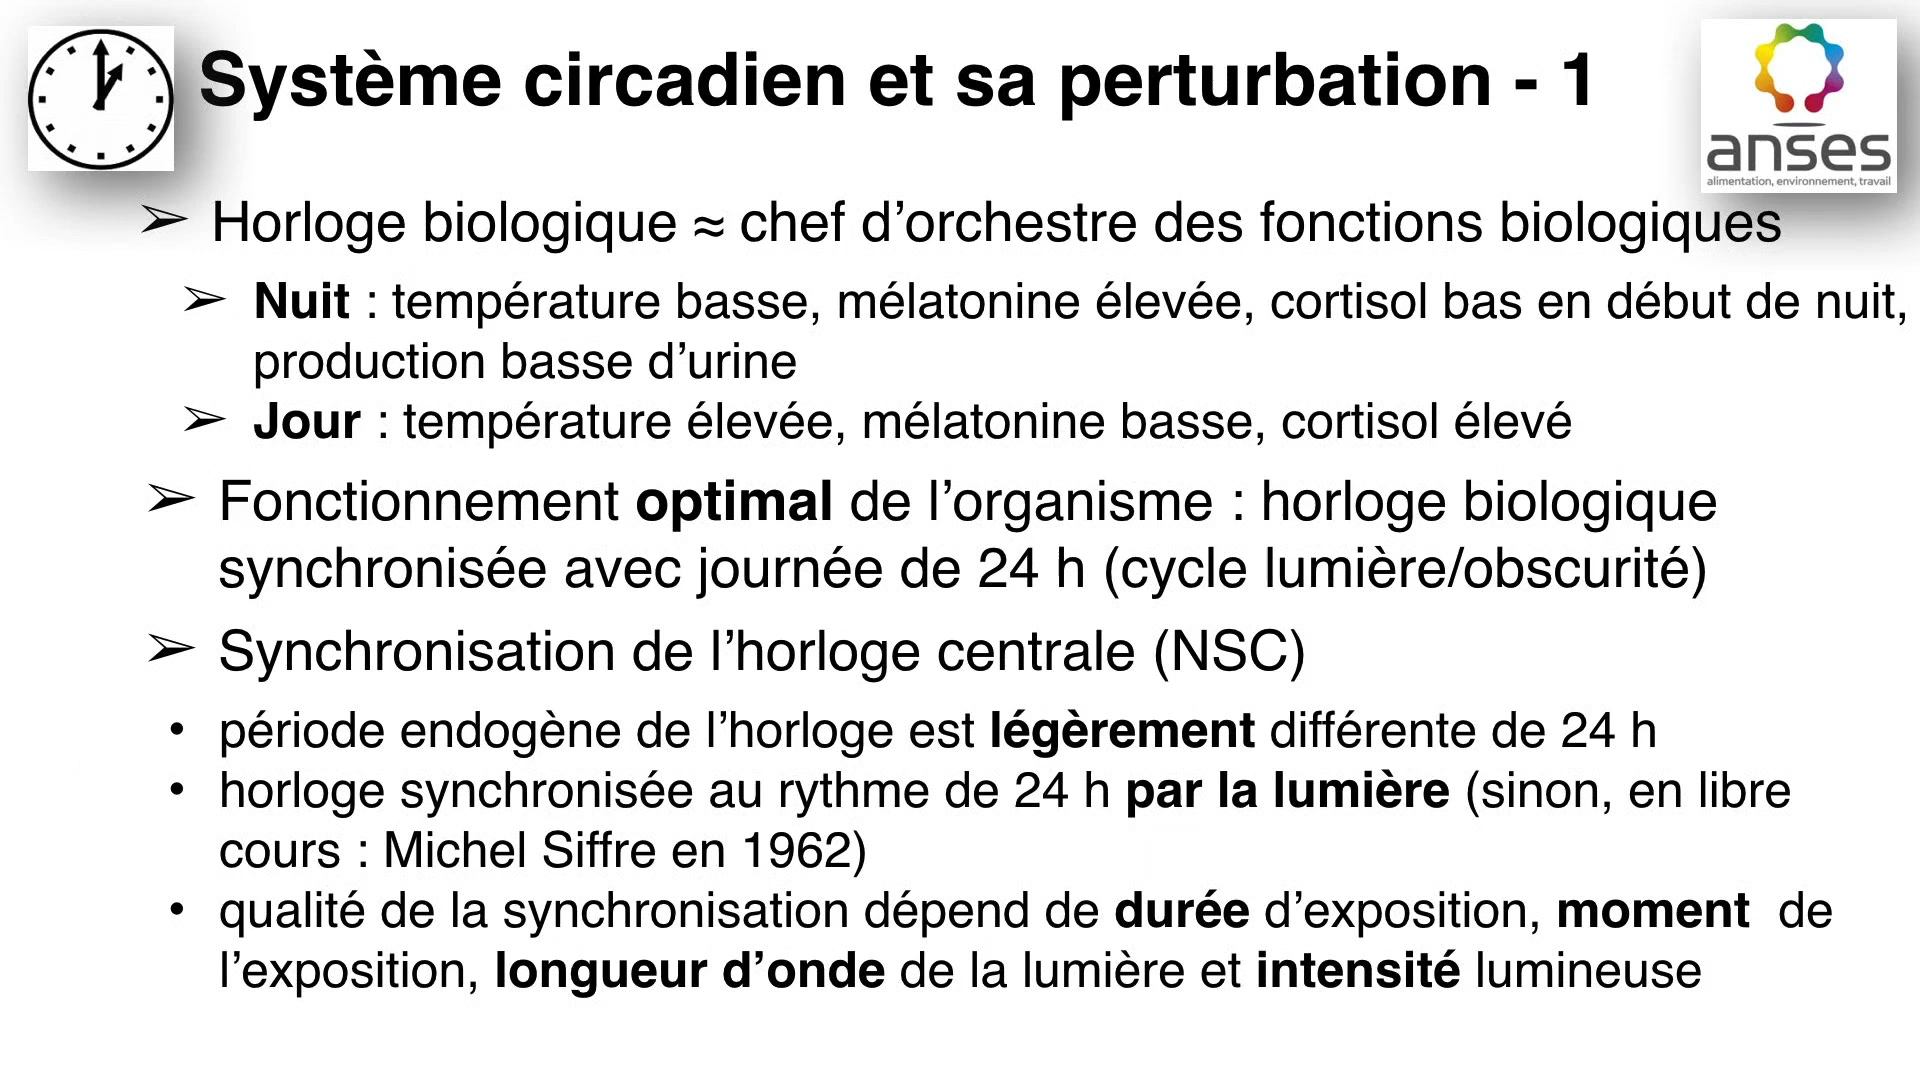 Système circadien et sa perturbation - 1
anses
alimentation, environnement, travail
➢ Horloge biologique ≈ chef d’orchestre des fonctions biologiques
➢ Nuit : température basse, mélatonine élevée, cortisol bas en début de nuit,
production basse d’urine
➢ Jour : température élevée, mélatonine basse, cortisol élevé
➢ Fonctionnement optimal de l’organisme : horloge biologique
synchronisée avec journée de 24 h (cycle lumière/obscurité)
➢ Synchronisation de l’horloge centrale (NSC)
• période endogène de l’horloge est légèrement différente de 24 h
• horloge synchronisée au rythme de 24 h par la lumière (sinon, en libre
cours : Michel Siffre en 1962)
• qualité de la synchronisation dépend de durée d’exposition, moment de
l’exposition, longueur d’onde de la lumière et intensité lumineuse